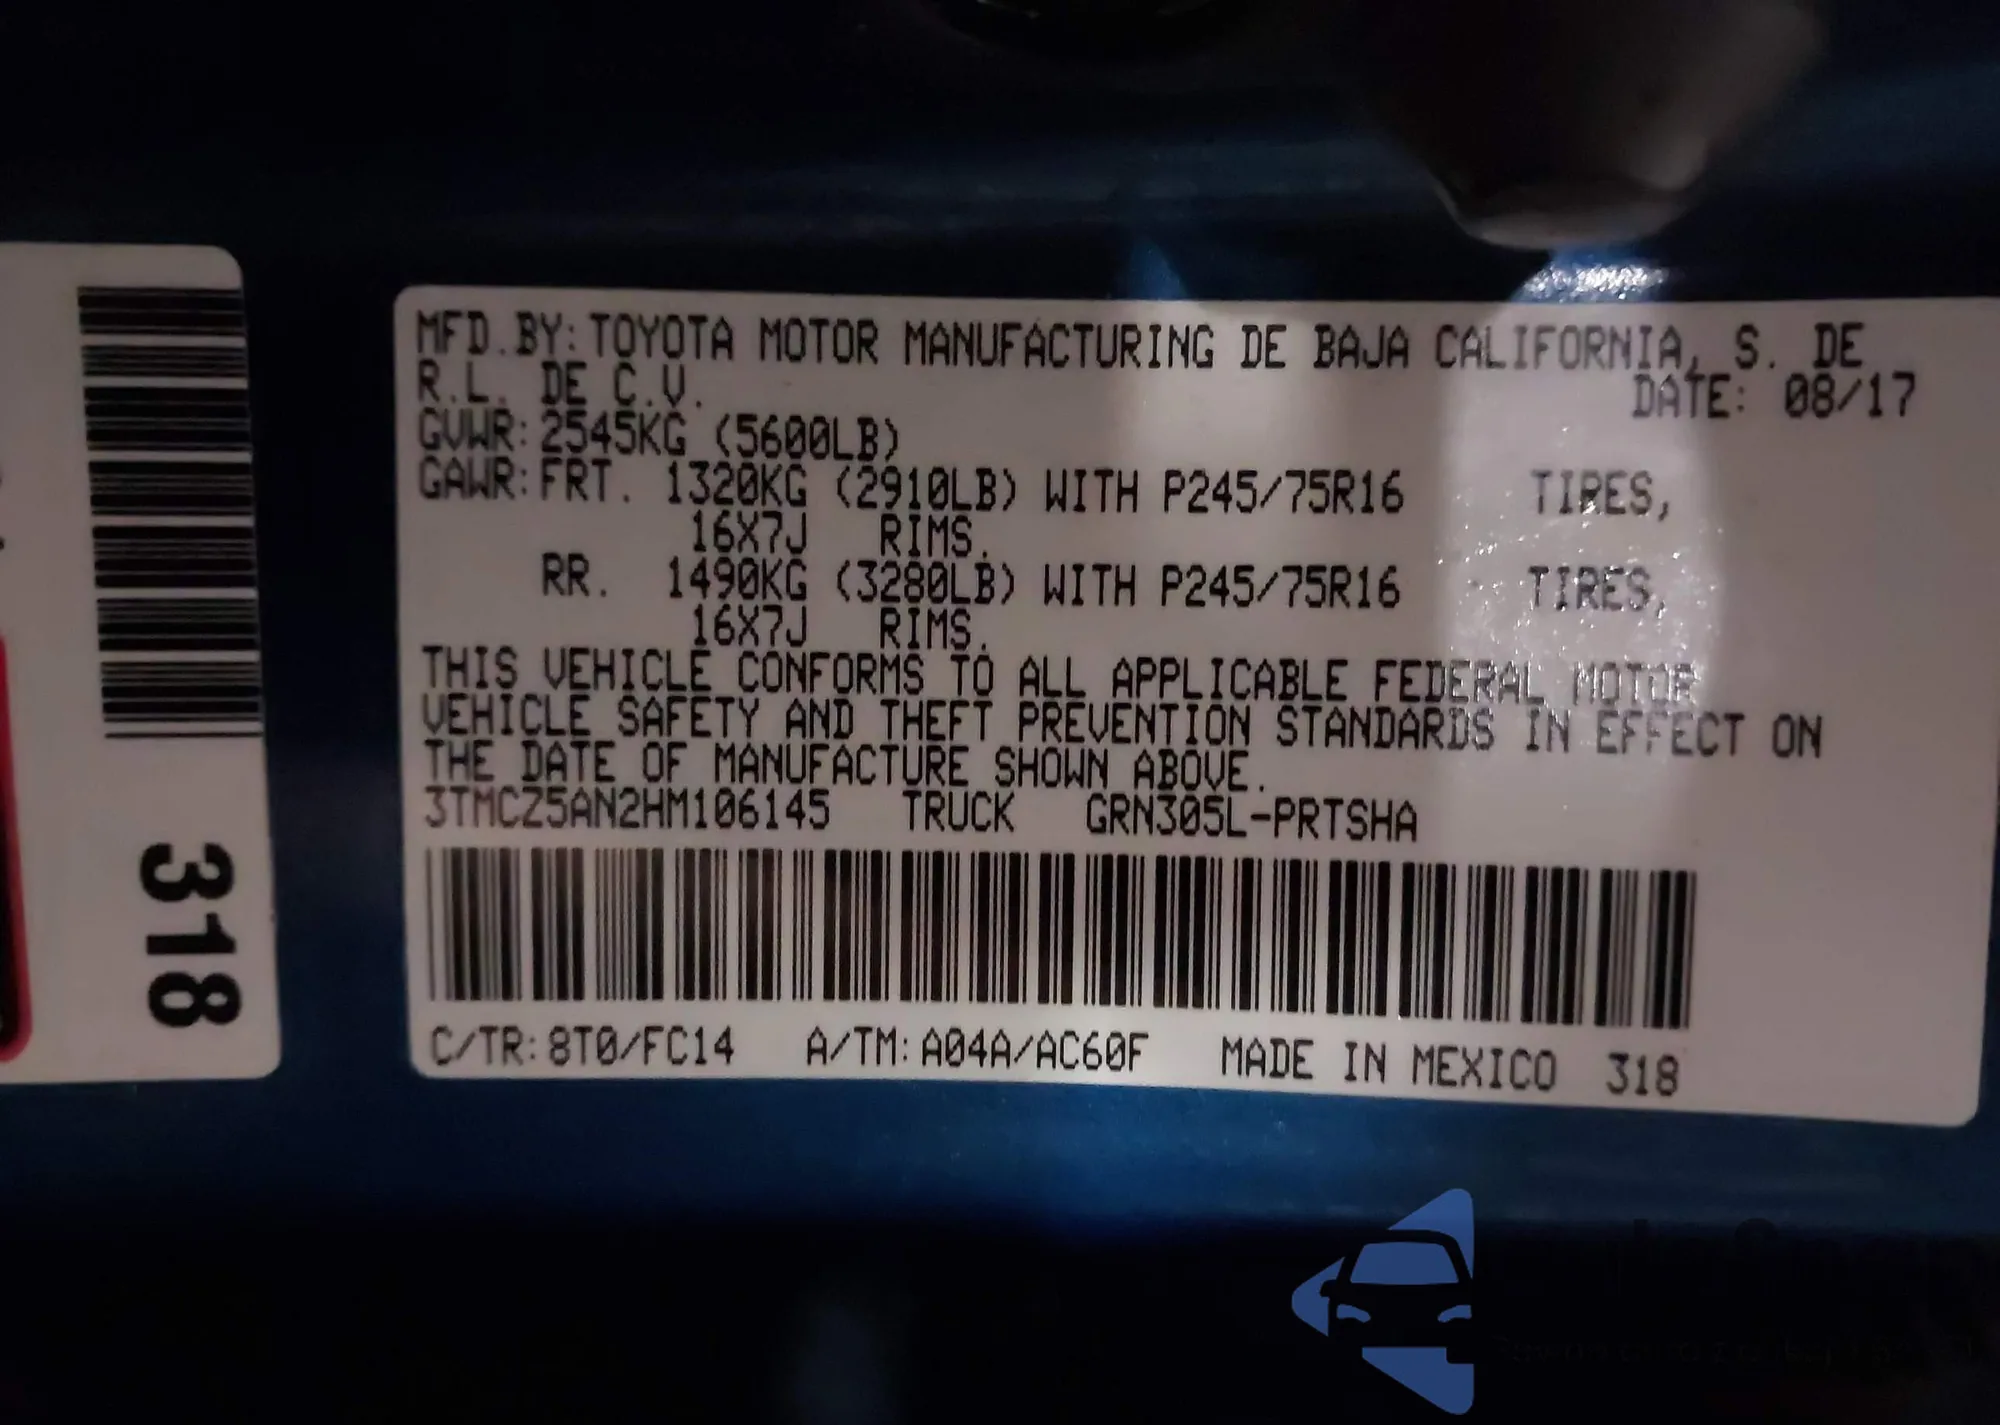 MFD.BY: TOYOTA MOTOR MANUFACTURING DE BAJA CALIFORNIA, S. DE
R.L. DE C.V.
DATE: 08/17
GVWR: 2545KG (5600LB)
GAWR: FRT. 1320KG (2910LB) WITH P245/75R16 TIRES,
16X7J RIMS.
RR. 1490KG (3280LB) WITH P245/75R16 TIRES,
16X7J RIMS.
THIS VEHICLE CONFORMS TO ALL APPLICABLE FEDERAL MOTOR
VEHICLE SAFETY AND THEFT PREVENTION STANDARDS IN EFFECT ON
THE DATE OF MANUFACTURE SHOWN ABOVE.
3TMCZ5AN2HM106145 TRUCK GRN305L-PRTSHA
C/TR: 8T0/FC14 A/TM: A04A/AC60F MADE IN MEXICO 318
318